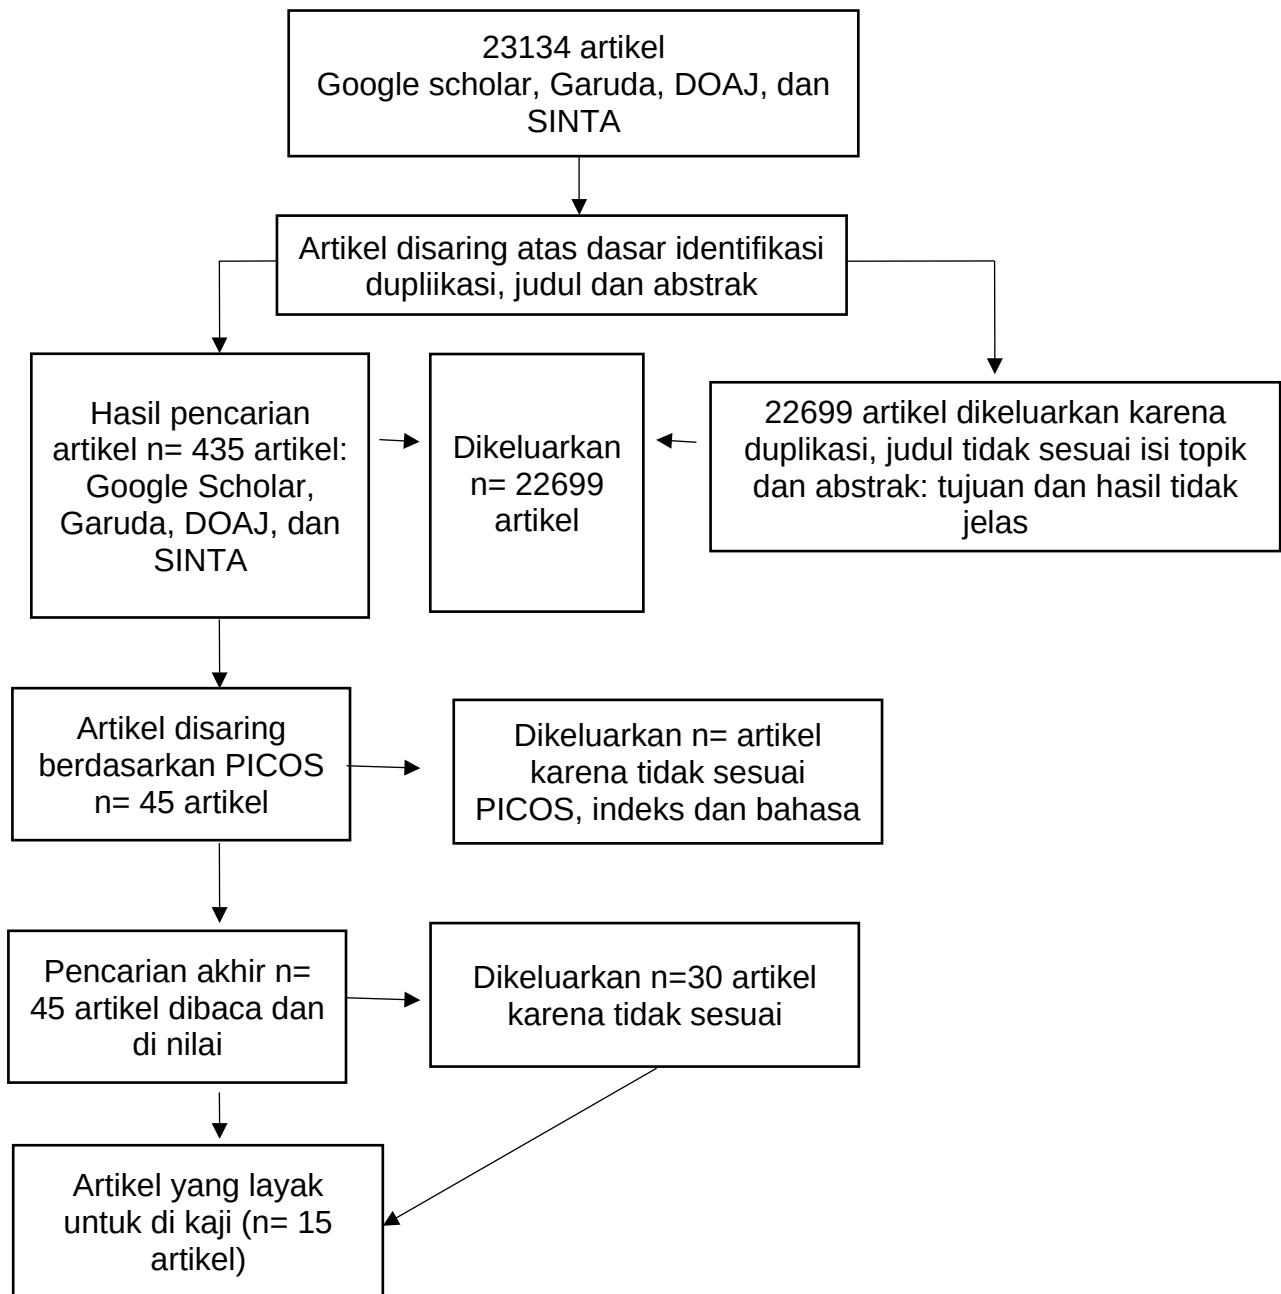 23134 artikel
Google scholar, Garuda, DOAJ, dan
SINTA
Artikel disaring atas dasar identifikasi
dupliikasi, judul dan abstrak
Hasil pencarian
artikel n= 435 artikel:
Google Scholar,
Garuda, DOAJ, dan
SINTA
Dikeluarkan
n= 22699
artikel
22699 artikel dikeluarkan karena
duplikasi, judul tidak sesuai isi topik
dan abstrak: tujuan dan hasil tidak
jelas
Artikel disaring
berdasarkan PICOS
n= 45 artikel
Dikeluarkan n= artikel
karena tidak sesuai
PICOS, indeks dan bahasa
Pencarian akhir n=
45 artikel dibaca dan
di nilai
Dikeluarkan n=30 artikel
karena tidak sesuai
Artikel yang layak
untuk di kaji (n= 15
artikel)